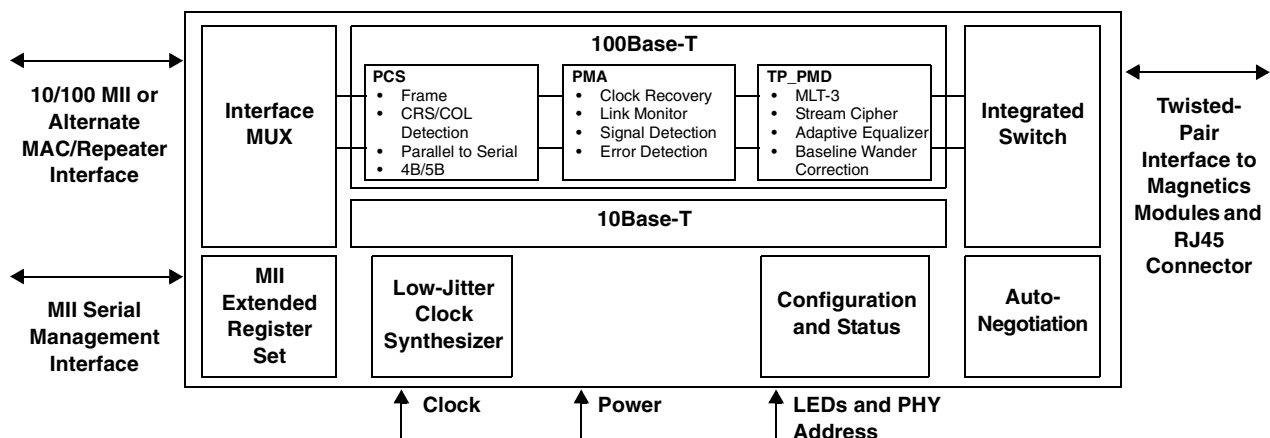 10/100 MII or
Alternate
MAC/Repeater
Interface
MII Serial
Management
Interface
Interface
MUX
100Base-T
PCS
• Frame
• CRS/COL
Detection
• Parallel to Serial
• 4B/5B
PMA
• Clock Recovery
• Link Monitor
• Signal Detection
• Error Detection
TP_PMD
• MLT-3
• Stream Cipher
• Adaptive Equalizer
• Baseline Wander
Correction
10Base-T
Integrated
Switch
Twisted-
Pair
Interface to
Magnetics
Modules and
RJ45
Connector
MII
Extended
Register
Set
Low-Jitter
Clock
Synthesizer
Configuration
and Status
Auto-
Negotiation
Clock
Power
LEDs and PHY
Address